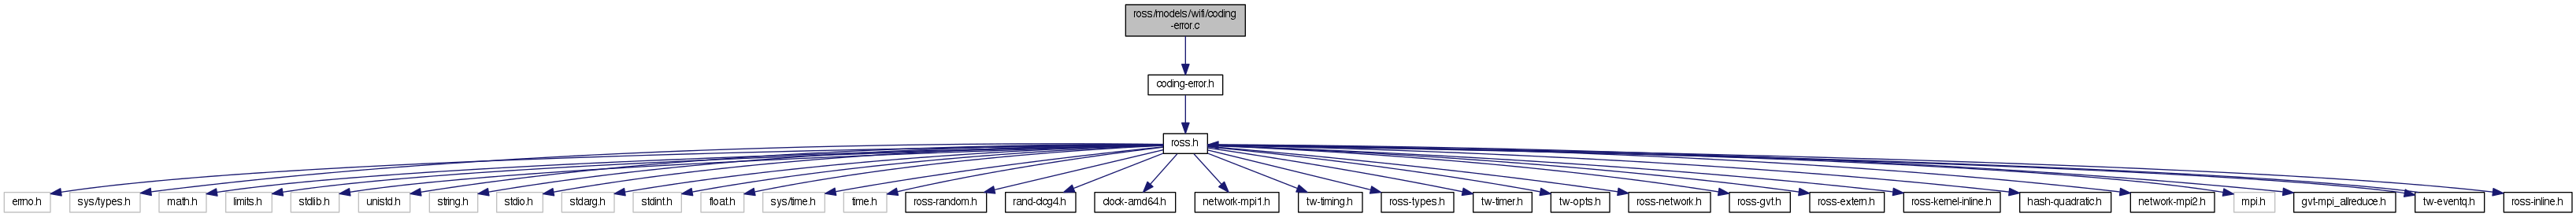 ross/models/wifi/coding
-error.c
coding-error.h
ross.h
errno.h
sys/types.h
math.h
limits.h
stdlib.h
unistd.h
string.h
stdio.h
stdarg.h
stdint.h
float.h
sys/time.h
time.h
ross-random.h
rand-clcg4.h
clock-amd64.h
network-mpi1.h
tw-timing.h
ross-types.h
tw-timer.h
tw-opts.h
ross-network.h
ross-gvt.h
ross-extern.h
ross-kernel-inline.h
hash-quadratic.h
network-mpi2.h
mpi.h
gvt-mpi_allreduce.h
tw-eventq.h
ross-inline.h